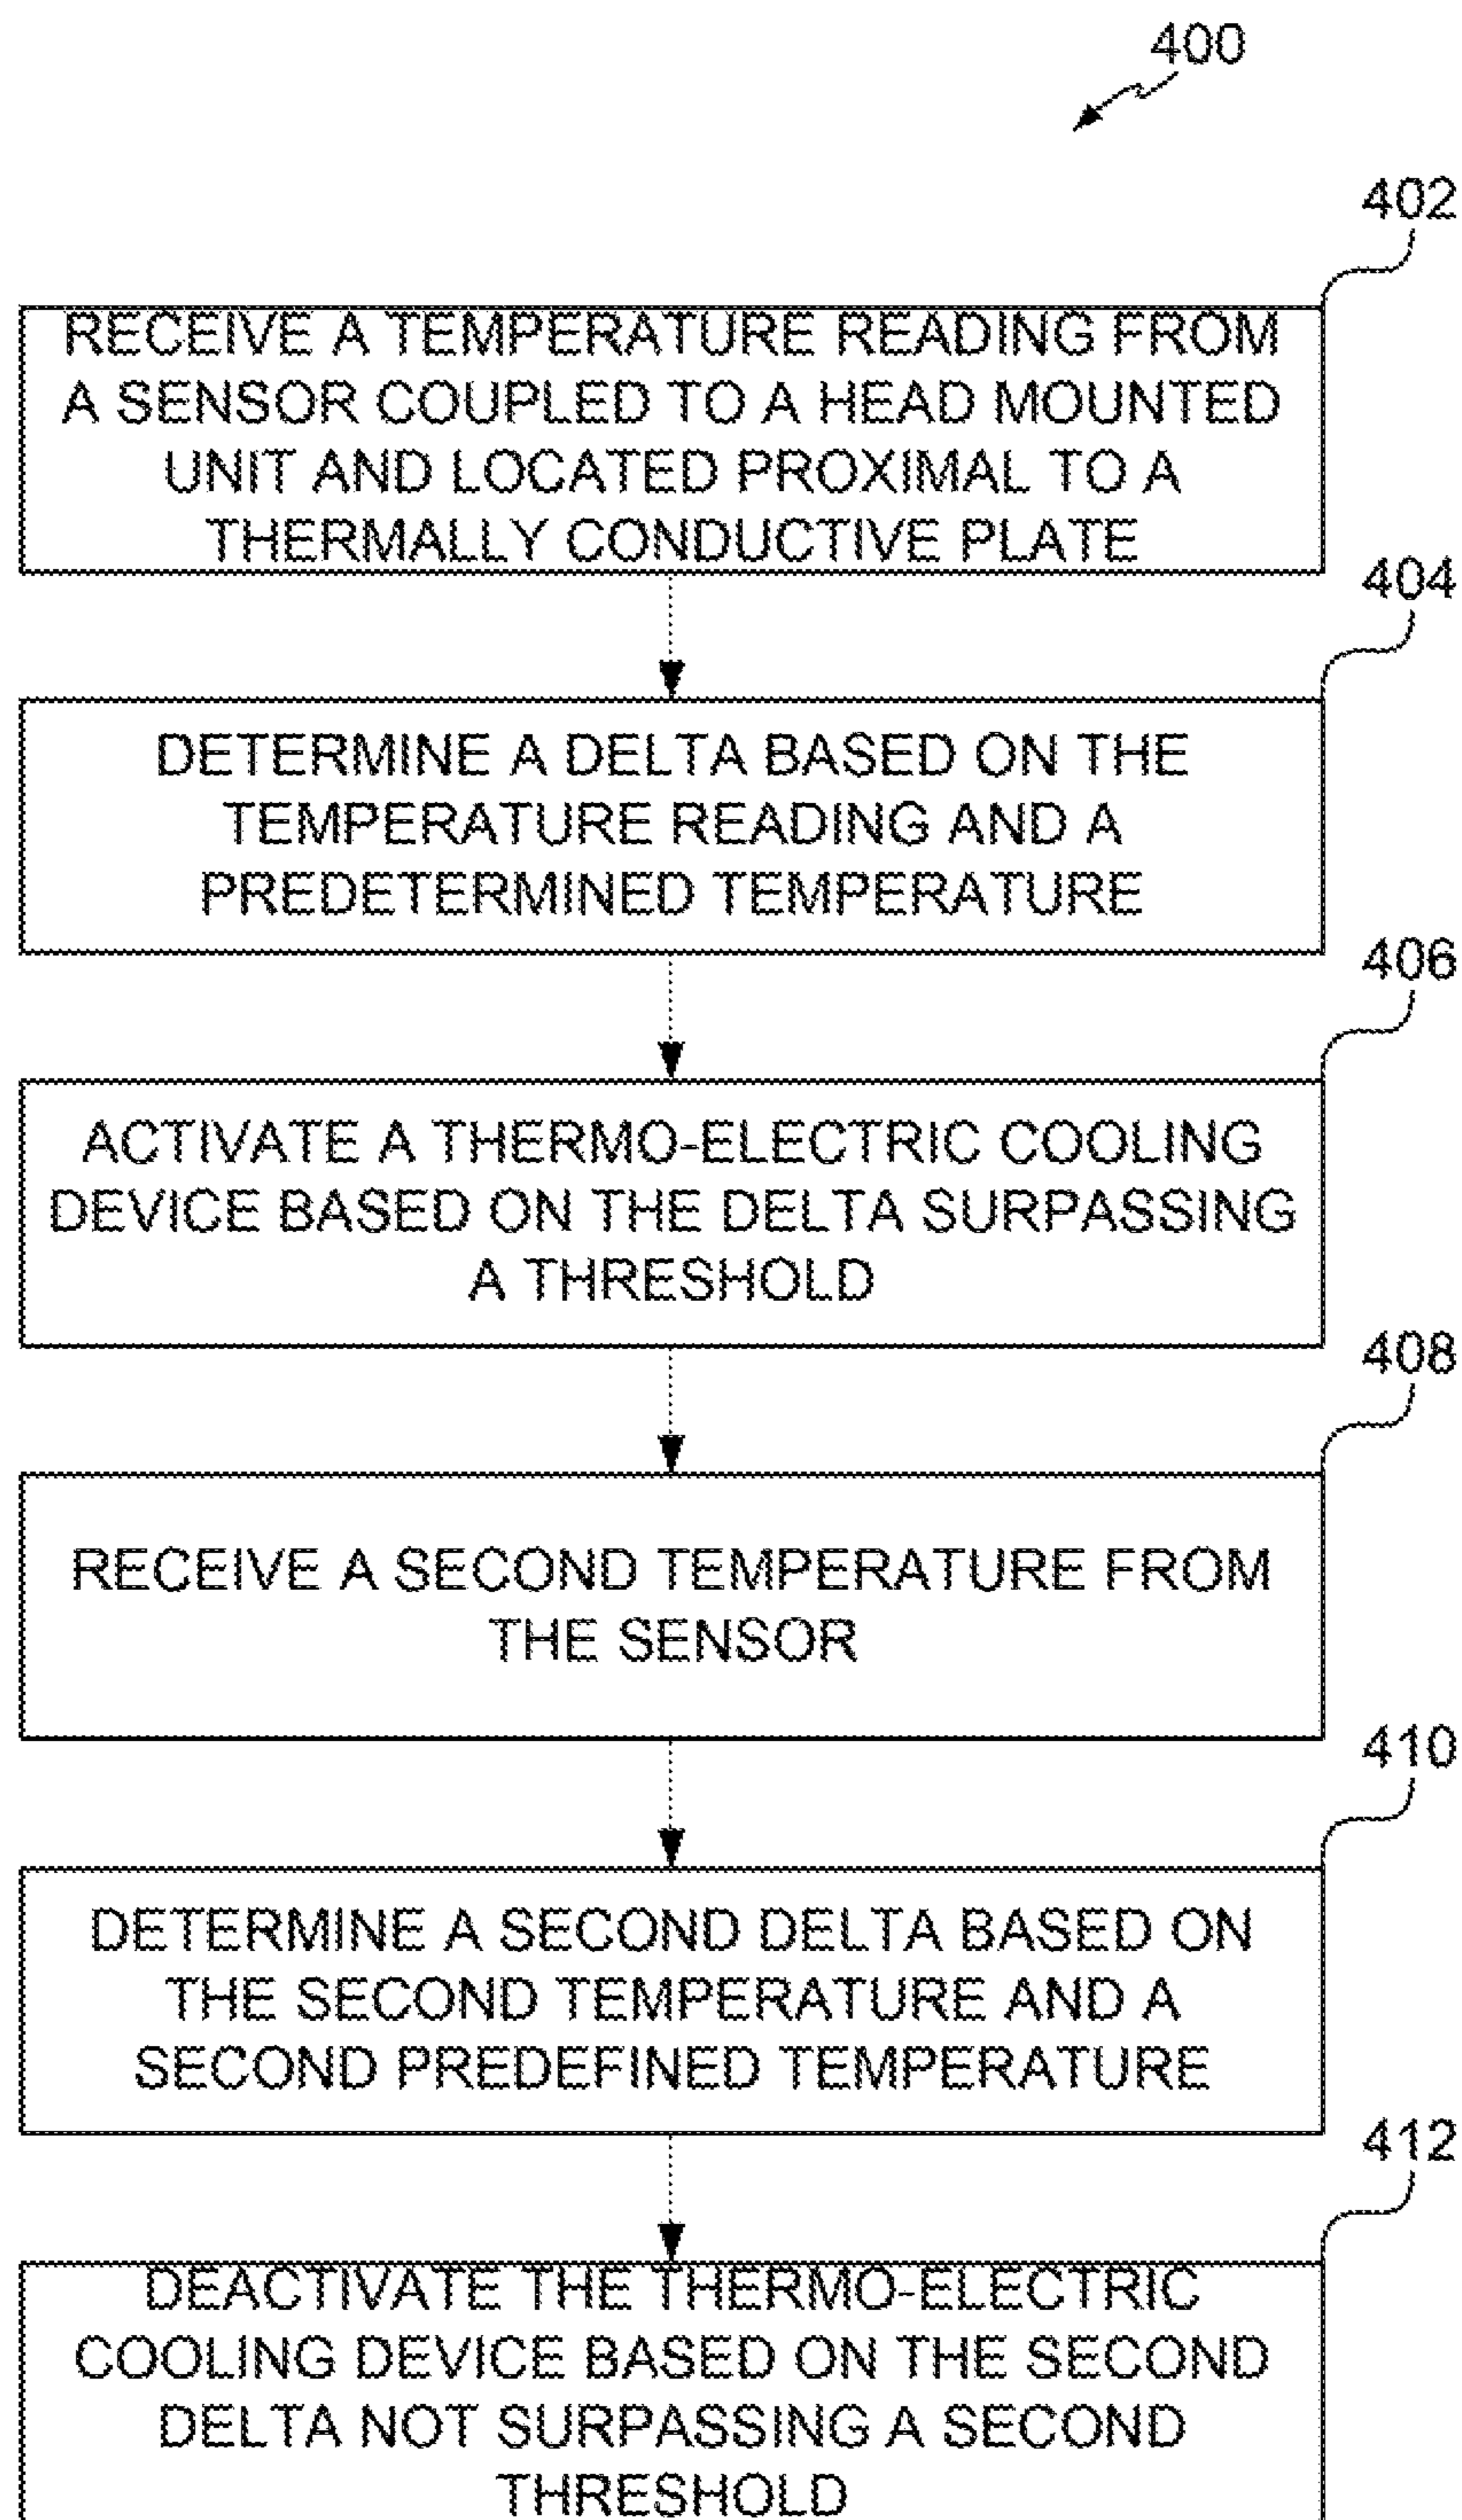 400
402
RECEIVE A TEMPERATURE READING FROM
A SENSOR COUPLED TO A HEAD MOUNTED
UNIT AND LOCATED PROXIMAL TO A
THERMALLY CONDUCTIVE PLATE
404
DETERMINE A DELTA BASED ON THE
TEMPERATURE READING AND A
PREDETERMINED TEMPERATURE
406
ACTIVATE A THERMO-ELECTRIC COOLING
DEVICE BASED ON THE DELTA SURPASSING
A THRESHOLD
408
RECEIVE A SECOND TEMPERATURE FROM
THE SENSOR
410
DETERMINE A SECOND DELTA BASED ON
THE SECOND TEMPERATURE AND A
SECOND PREDEFINED TEMPERATURE
412
DEACTIVATE THE THERMO-ELECTRIC
COOLING DEVICE BASED ON THE SECOND
DELTA NOT SURPASSING A SECOND
THRESHOLD